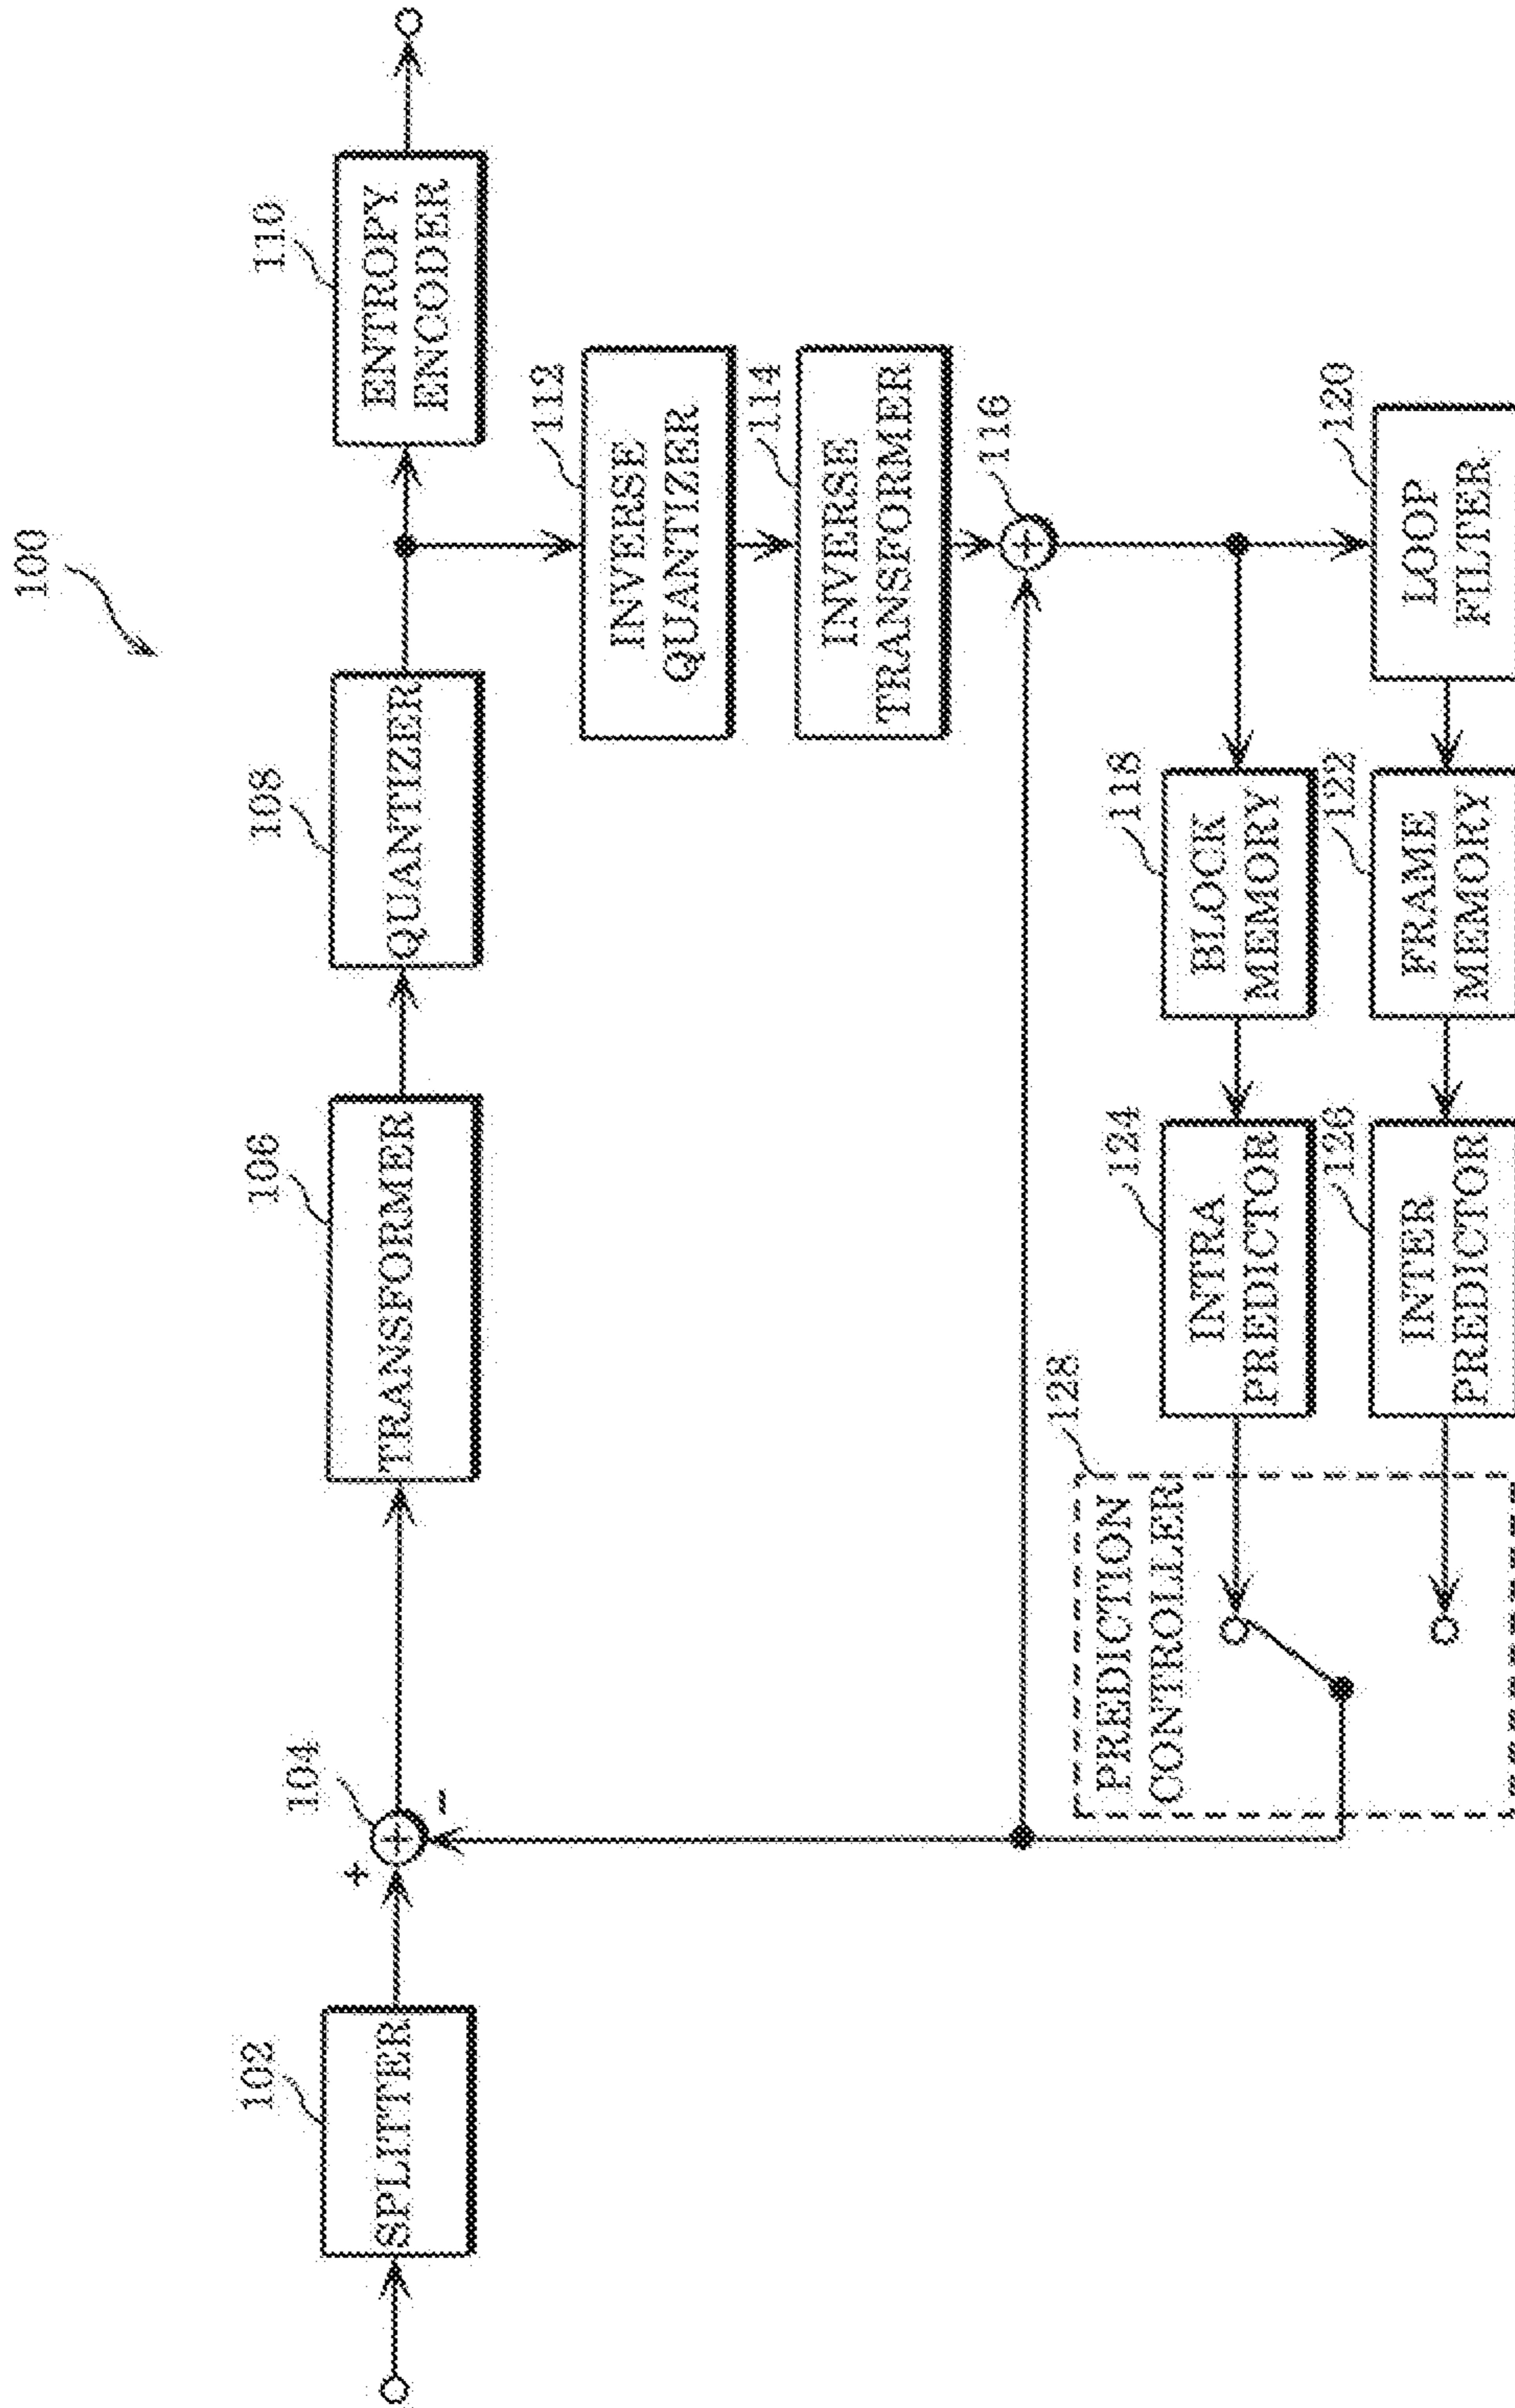 100
102
SPLITTER
104
+
-
106
TRANSFORMER
108
QUANTIZER
110
ENTROPY
ENCODER
112
INVERSE
QUANTIZER
114
INVERSE
TRANSFORMER
116
128
PREDICTION
CONTROLLER
124
INTRA
PREDICTOR
118
BLOCK
MEMORY
126
INTER
PREDICTOR
122
FRAME
MEMORY
120
LOOP
FILTER